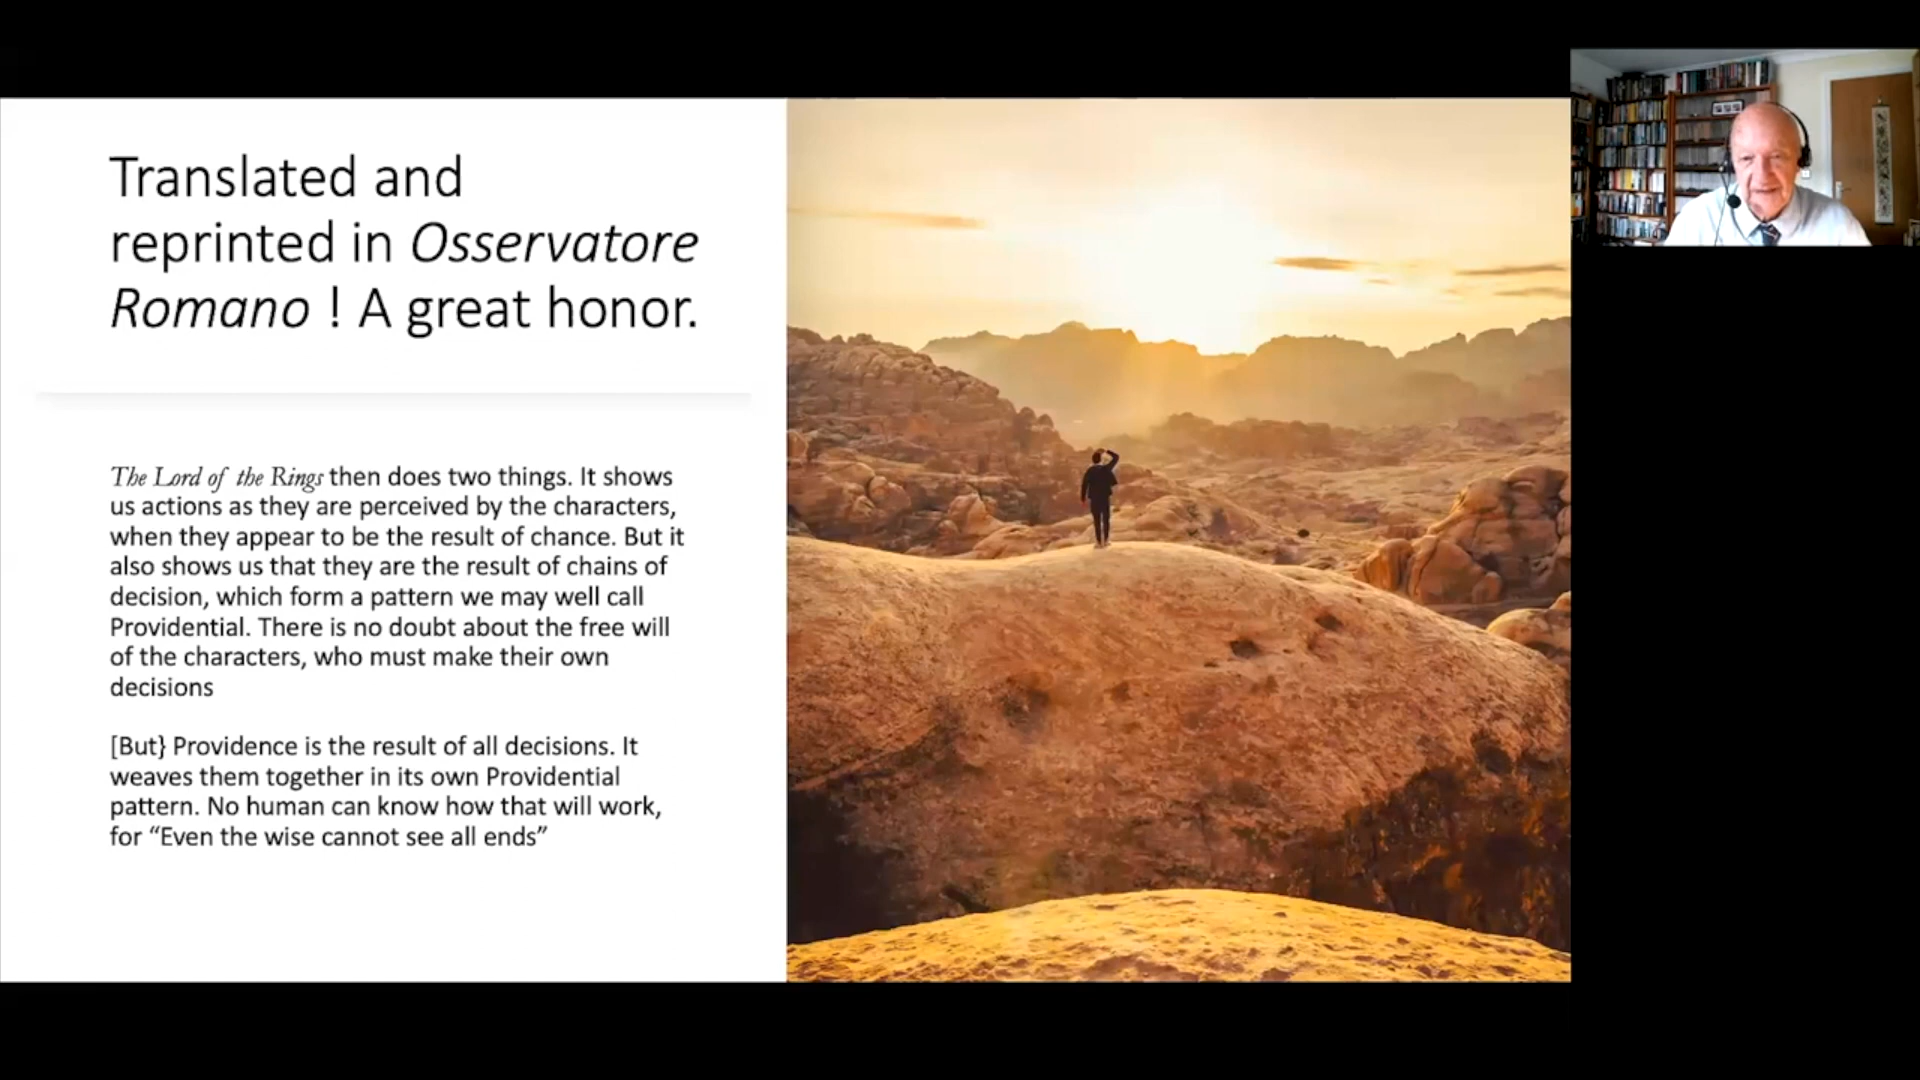 Translated and
reprinted in Osservatore
Romano ! A great honor.
The Lord of the Rings then does two things. It shows
us actions as they are perceived by the characters,
when they appear to be the result of chance. But it
also shows us that they are the result of chains of
decision, which form a pattern we may well call
Providential. There is no doubt about the free will
of the characters, who must make their own
decisions
[But} Providence is the result of all decisions. It
weaves them together in its own Providential
pattern. No human can know how that will work,
for “Even the wise cannot see all ends”